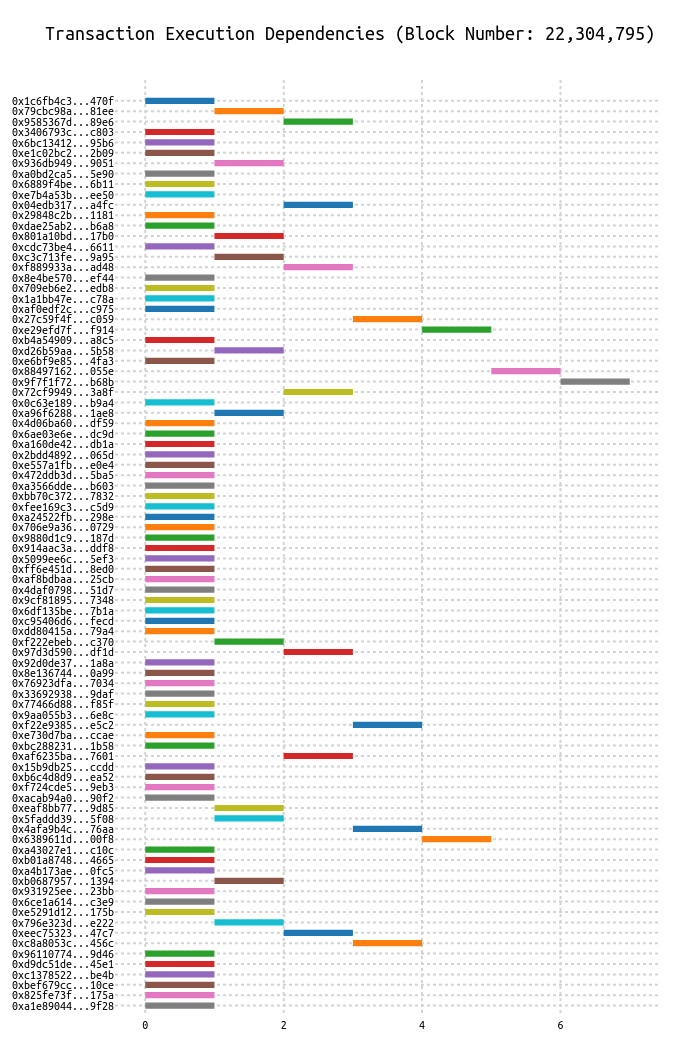 Transaction Execution Dependencies (Block Number: 22,304,795)
0x1c6fb4c3...470f
0x79cbc98a...81ee
0x9585367d...89e6
0x3406793c...c803
0x6bc13412...95b6
0xe1c02bc2...2b09
0x936db949...9051
0xa0bd2ca5...5e90
0x6889f4be...6b11
0xe7b4a53b...ee50
0x04edb317...a4fc
0x29848c2b...1181
0xdae25ab2...b6a8
0x801a10bd...17b0
0xcdc73be4...6611
0xc3c713fe...9a95
0xf889933a...ad48
0x8e4be570...ef44
0x709eb6e2...edb8
0x1a1bb47e...c78a
0xaf0edf2c...c975
0x27c59f4f...c059
0xe29efd7f...f914
0xb4a54909...a8c5
0xd26b59aa...5b58
0xe6bf9e85...4fa3
0x88497162...055e
0x9f7f1f72...b68b
0x72cf9949...3a8f
0x0c63e189...b9a4
0xa96f6288...1ae8
0x4d06ba60...df59
0x6ae03e6e...dc9d
0xa160de42...db1a
0x2bdd4892...065d
0xe557a1fb...e0e4
0x472ddb3d...5ba5
0xa3566dde...b603
0xbb70c372...7832
0xfee169c3...c5d9
0xa24522fb...298e
0x706e9a36...0729
0x9880d1c9...187d
0x914aac3a...ddf8
0x5099ee6c...5ef3
0xff6e451d...8ed0
0xaf8bdbaa...25cb
0x4daf0798...51d7
0x9cf81895...7348
0x6df135be...7b1a
0xc95406d6...fecd
0xdd80415a...79a4
0xf222ebeb...c370
0x97d3d590...df1d
0x92d0de37...1a8a
0x8e136744...0a99
0x76923dfa...7034
0x33692938...9daf
0x77466d88...f85f
0x9aa055b3...6e8c
0xf22e9385...e5c2
0xe730d7ba...ccae
0xbc288231...1b58
0xaf6235ba...7601
0x15b9db25...ccdd
0xb6c4d8d9...ea52
0xf724cde5...9eb3
0xacab94a0...90f2
0xeaf8bb77...9d85
0x5faddd39...5f08
0x4afa9b4c...76aa
0x6389611d...00f8
0xa43027e1...c10c
0xb01a8748...4665
0xa4b173ae...0fc5
0xb0687957...1394
0x931925ee...23bb
0x6ce1a614...c3e9
0xe5291d12...175b
0x796e323d...e222
0xeec75323...47c7
0xc8a8053c...456c
0x96110774...9d46
0xd9dc51de...45e1
0xc1378522...be4b
0xbef679cc...10ce
0x825fe73f...175a
0xa1e89044...9f28
0 2 4 6